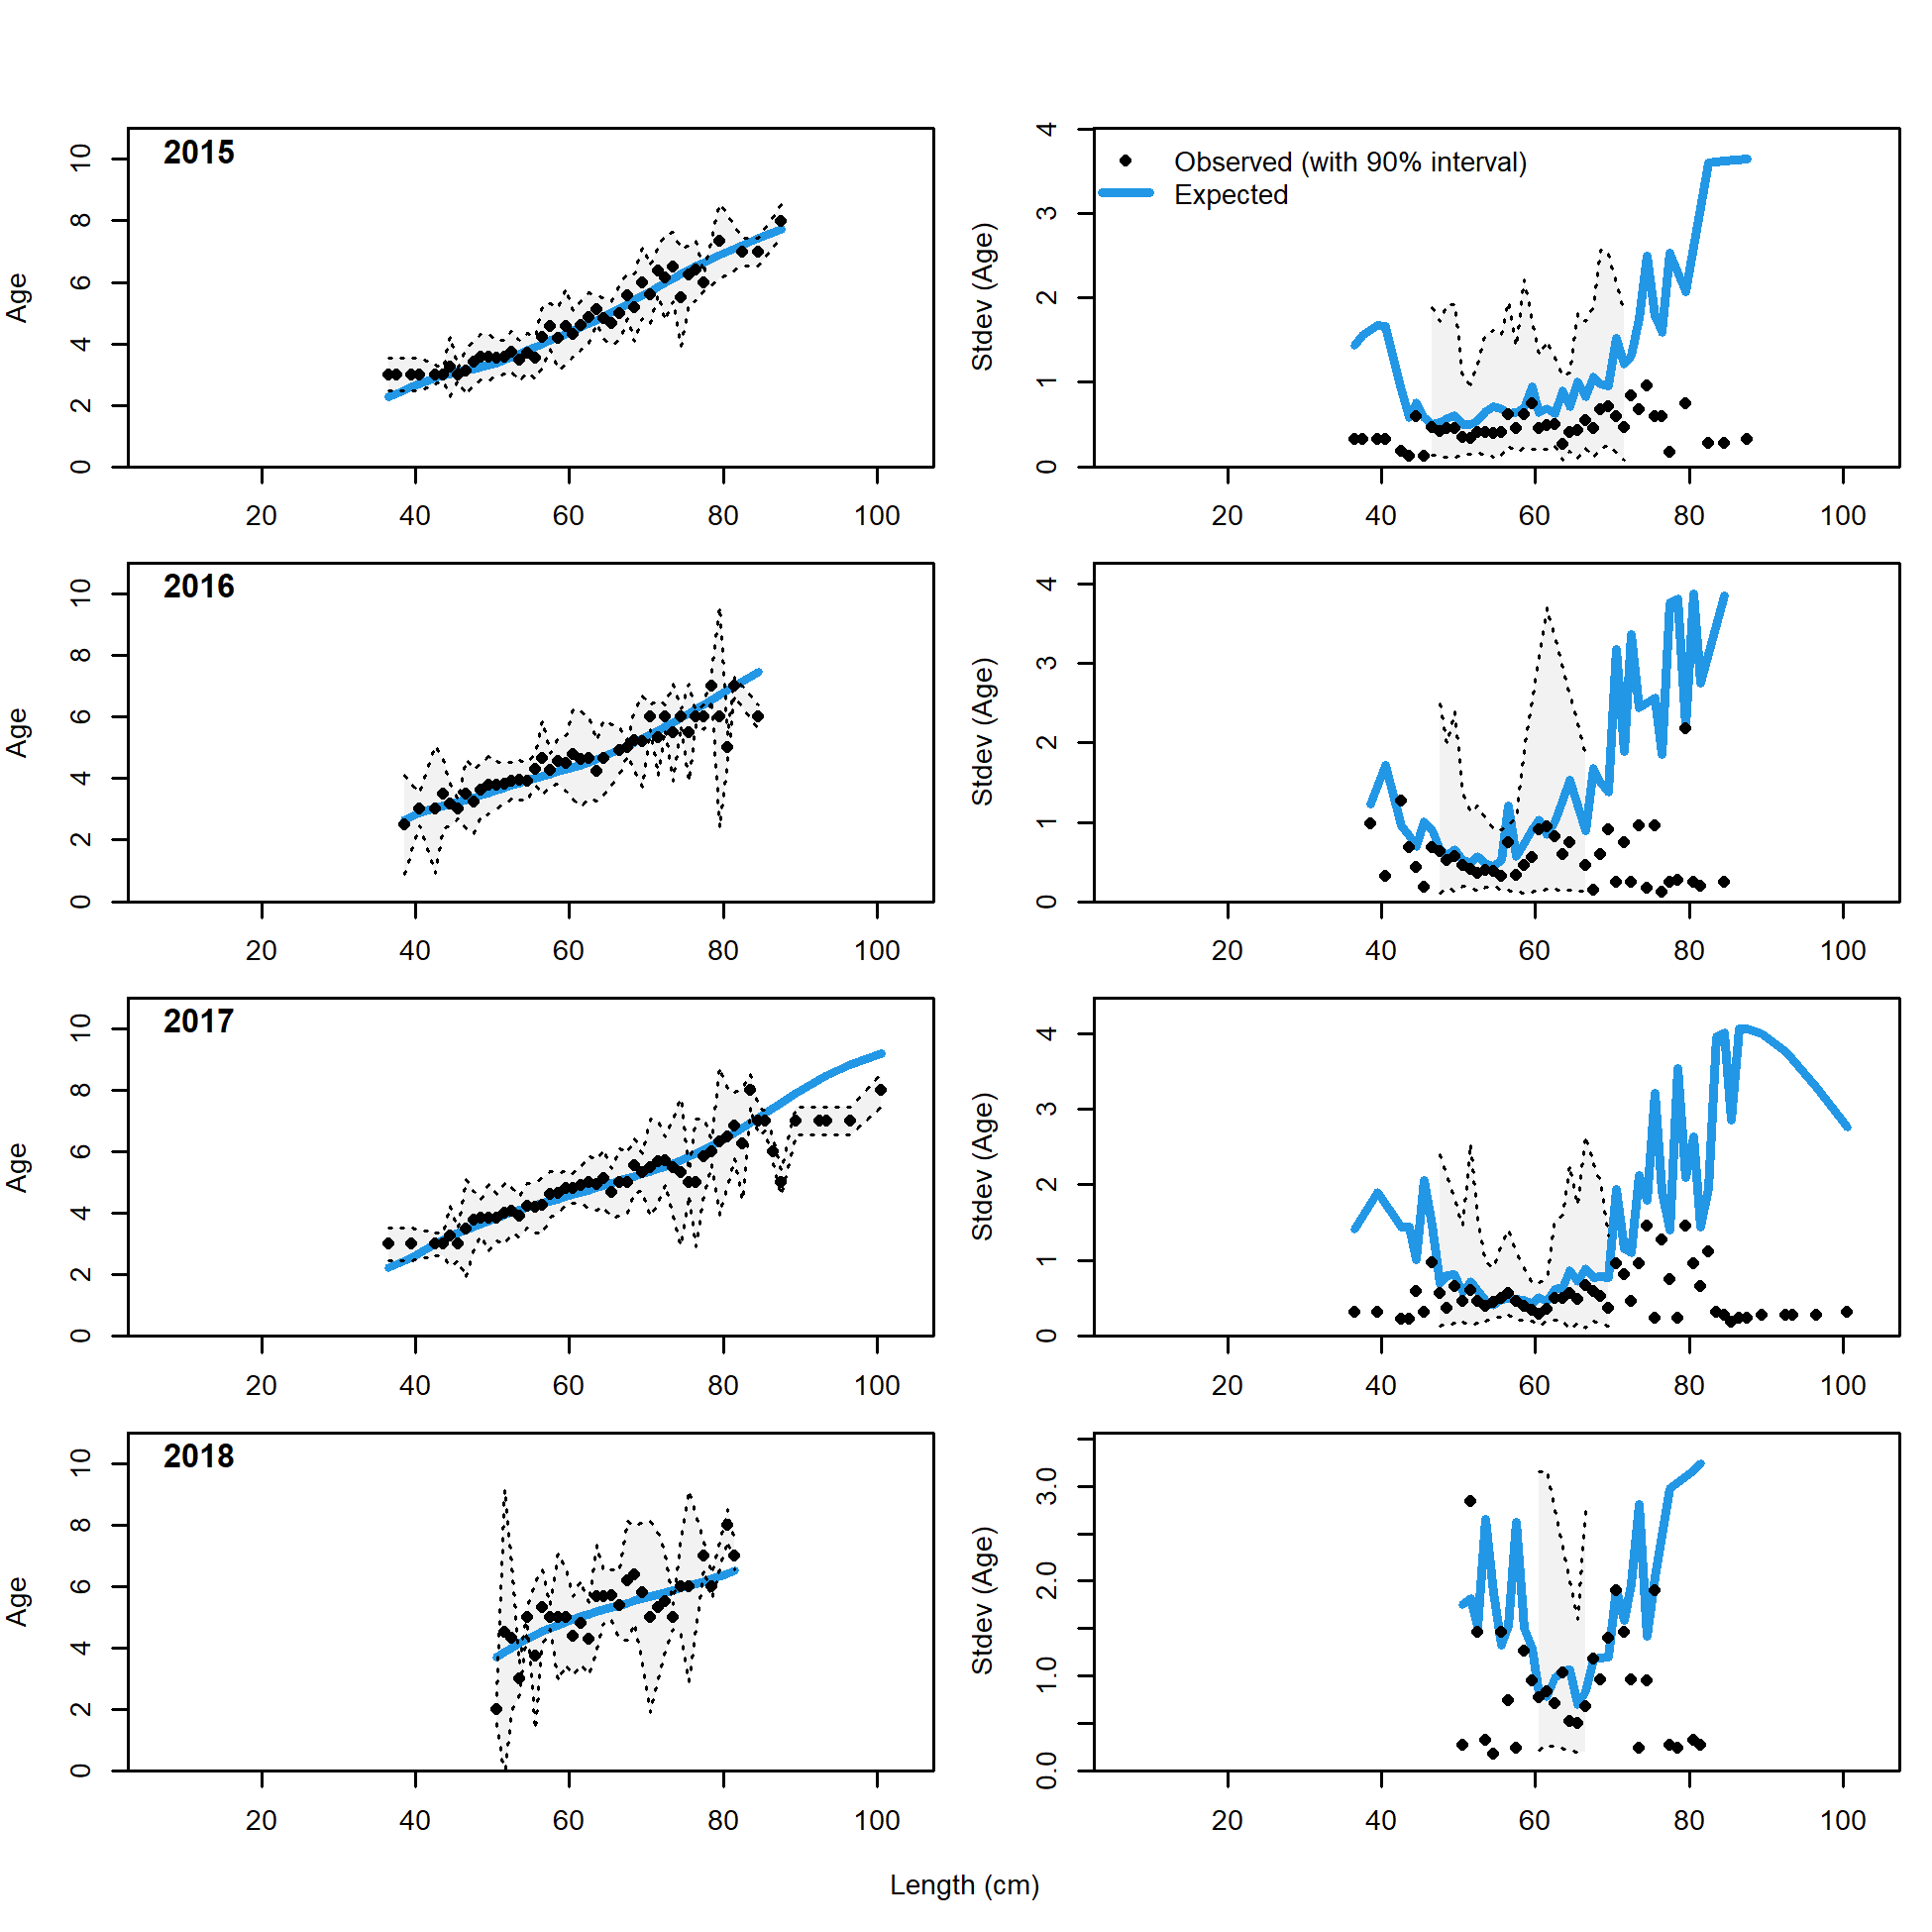 2015
Age
0 2 4 6 8 10
20 40 60 80 100
Observed (with 90% interval)
Expected
Stdev (Age)
0 1 2 3 4
20 40 60 80 100
2016
Age
0 2 4 6 8 10
20 40 60 80 100
Stdev (Age)
0 1 2 3 4
20 40 60 80 100
2017
Age
0 2 4 6 8 10
20 40 60 80 100
Stdev (Age)
0 1 2 3 4
20 40 60 80 100
2018
Age
0 2 4 6 8 10
20 40 60 80 100
Stdev (Age)
0.0 1.0 2.0 3.0
20 40 60 80 100
Length (cm)